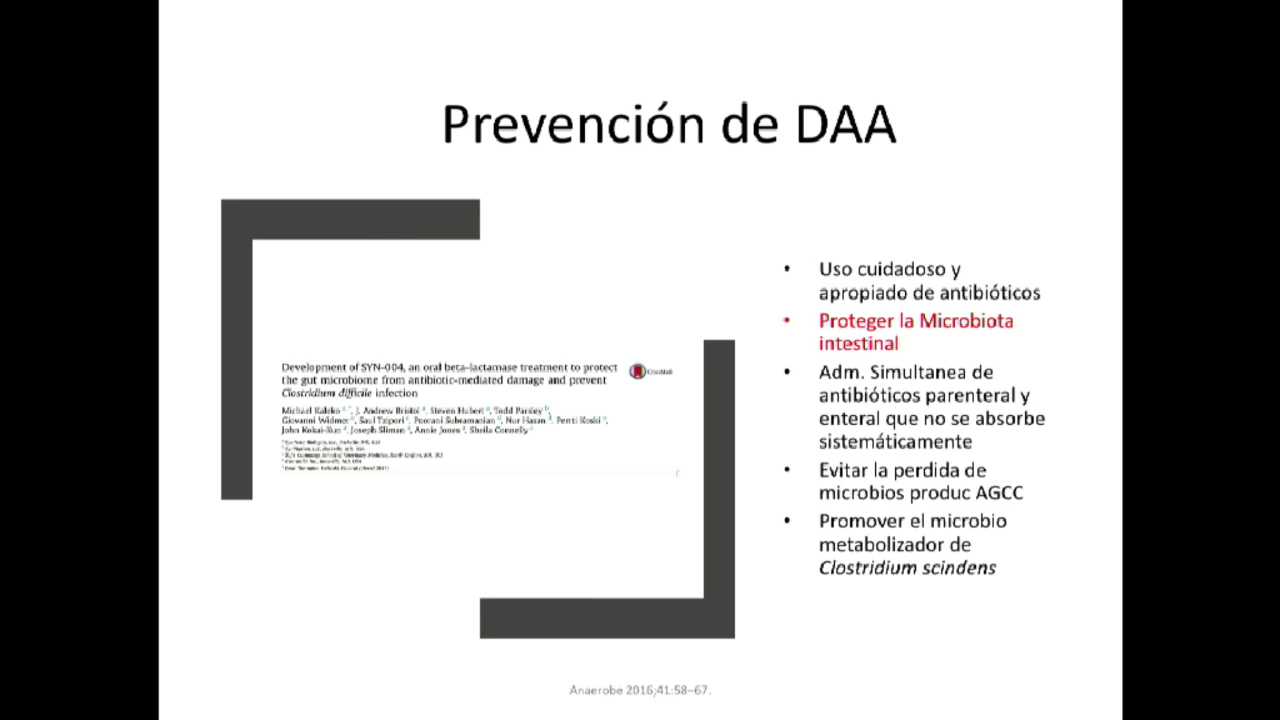 Prevención de DAA
Development of SYN-004, an oral beta-lactamase treatment to protect
the gut microbiome from antibiotic-mediated damage and prevent
Clostridium difficile infection
CrossMark
Michael Kaleko, J. Andrew Bristol, Steven Hubert, Todd Parsley,
Giovanni Widmer, Saul Tzipori, Poorani Subramanian, Nur Hasan, Perrti Koski,
John Kokai-Kun, Joseph Sliman, Annie Jones, Sheila Connelly
• Uso cuidadoso y
apropiado de antibióticos
• Proteger la Microbiota
intestinal
• Adm. Simultanea de
antibióticos parenteral y
enteral que no se absorbe
sistemáticamente
• Evitar la perdida de
microbios produc AGCC
• Promover el microbio
metabolizador de
Clostridium scindens
Anaerobe 2016;41:58–67.